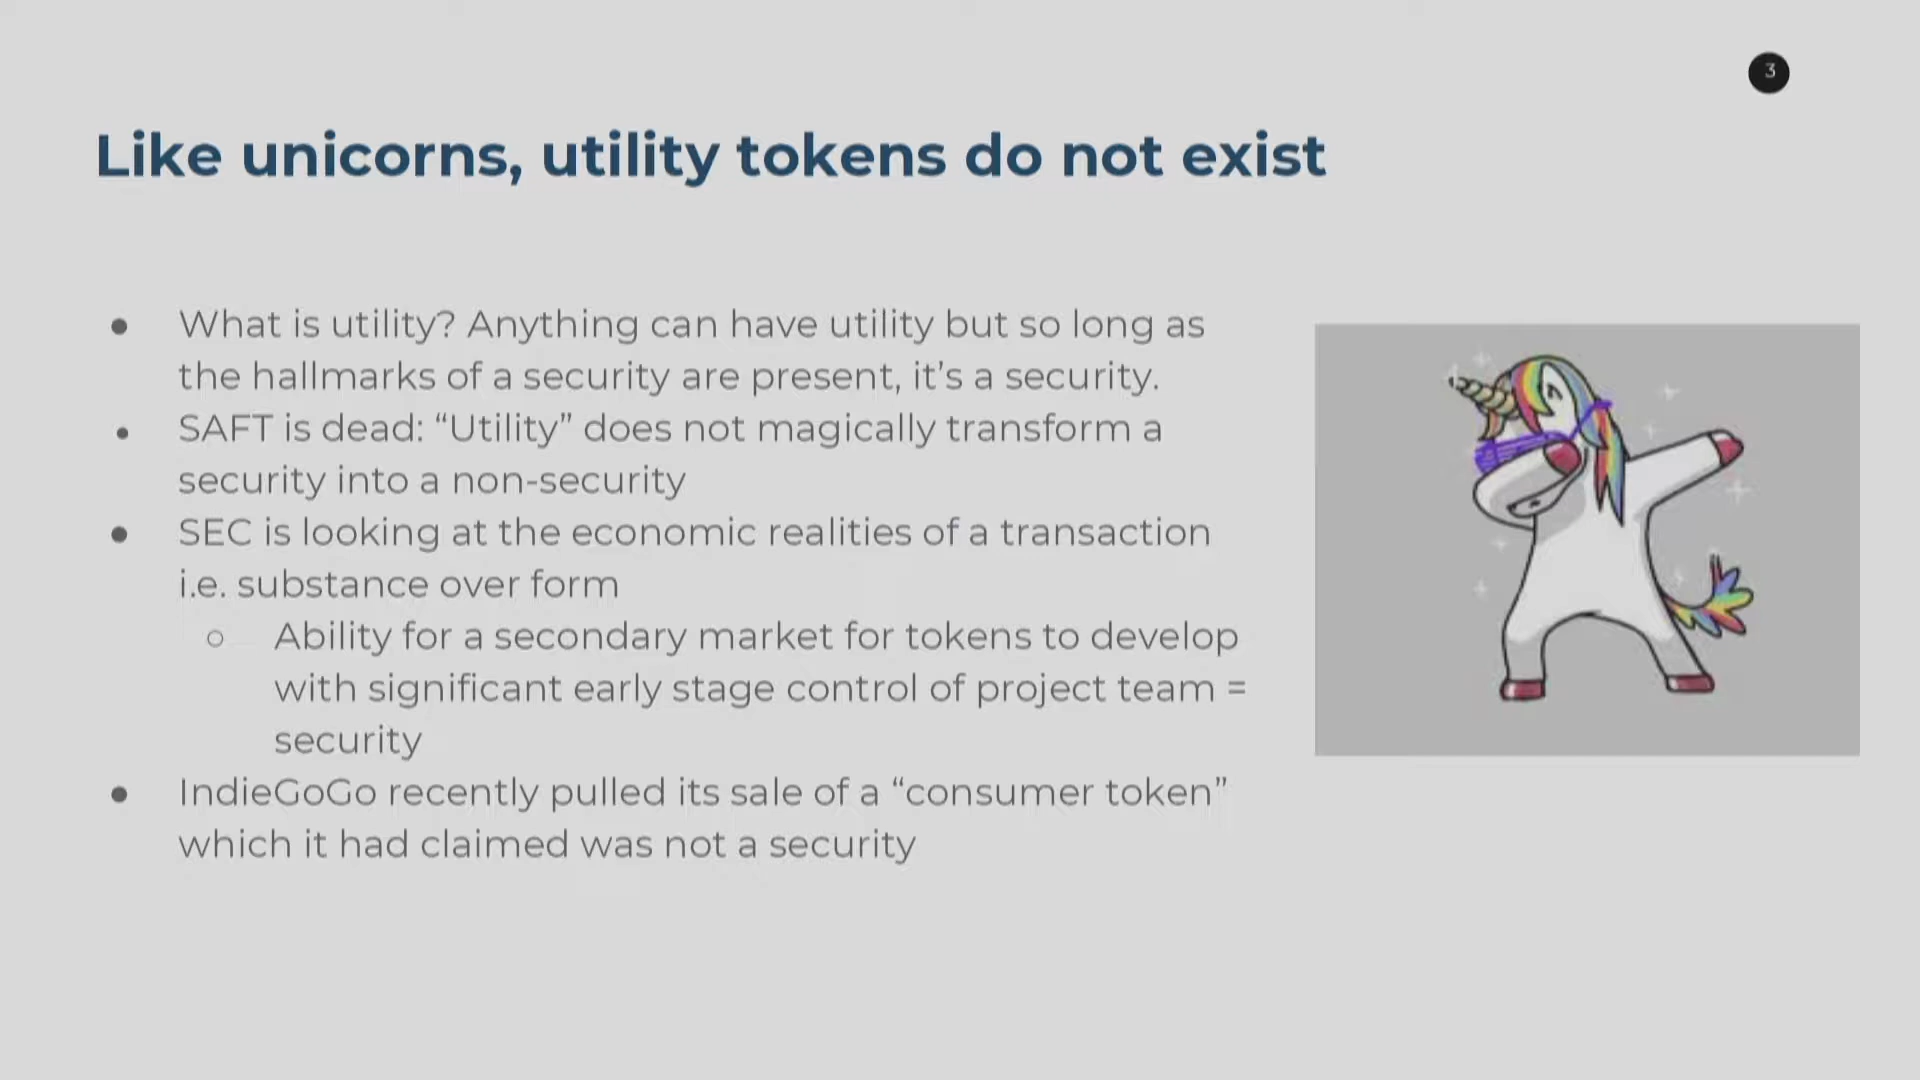 3
Like unicorns, utility tokens do not exist
● What is utility? Anything can have utility but so long as
the hallmarks of a security are present, it’s a security.
● SAFT is dead: “Utility” does not magically transform a
security into a non-security
● SEC is looking at the economic realities of a transaction
i.e. substance over form
○ Ability for a secondary market for tokens to develop
with significant early stage control of project team =
security
● IndieGoGo recently pulled its sale of a “consumer token”
which it had claimed was not a security